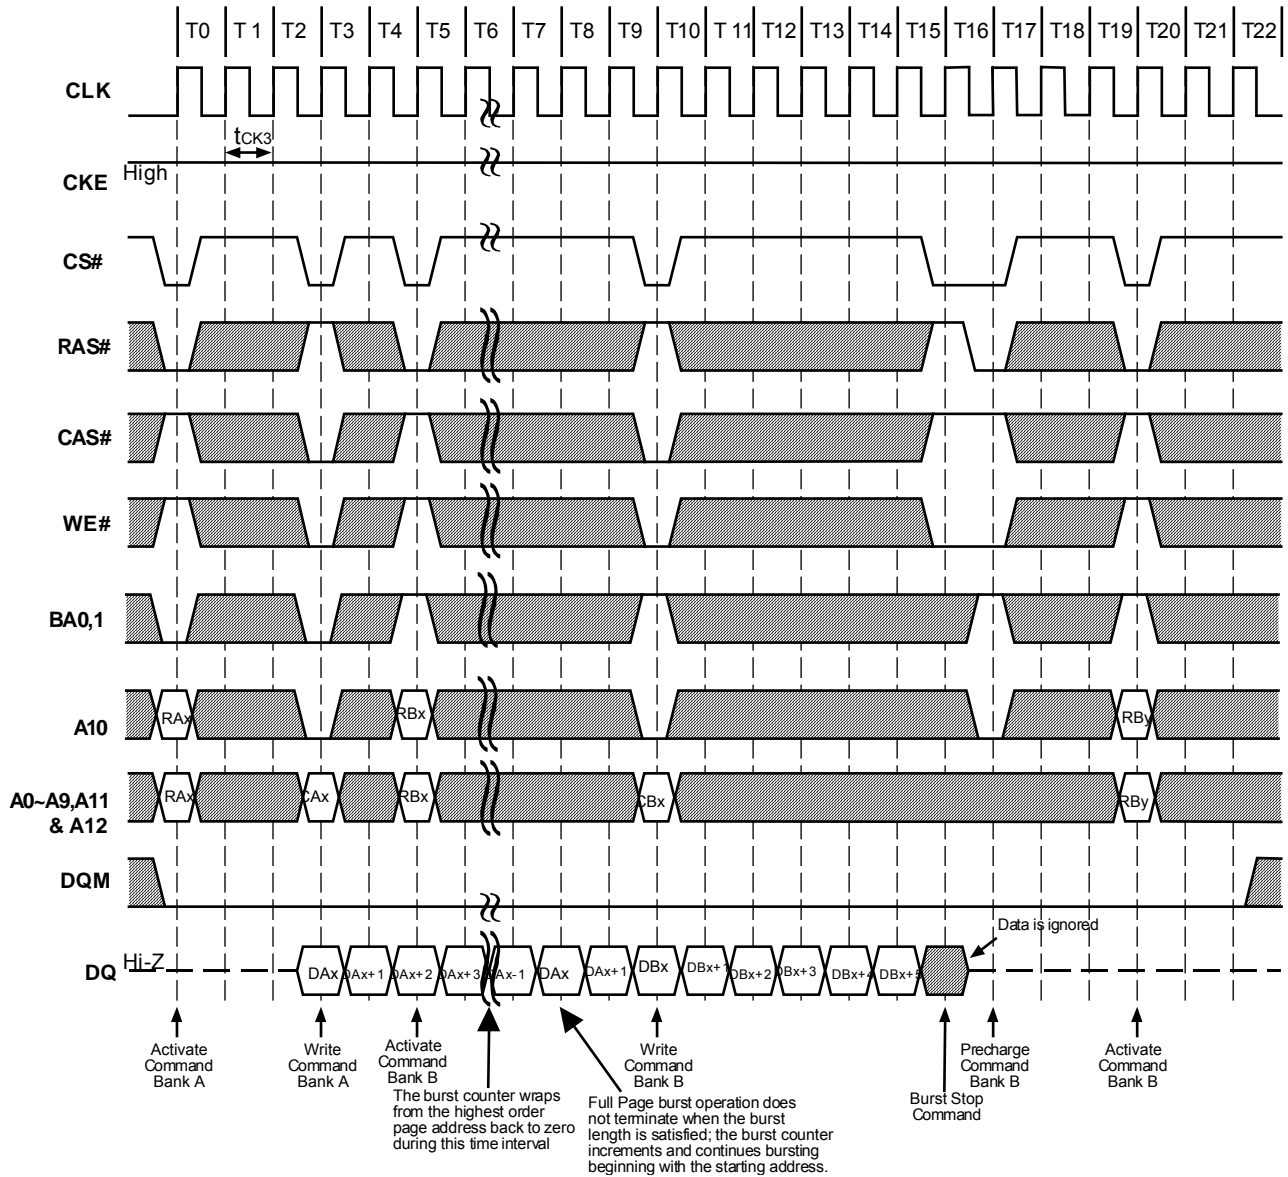 T0 T 1 T2 T3 T4 T5 T6 T7 T8 T9 T10 T 11 T12 T13 T14 T15 T16 T17 T18 T19 T20 T21 T22
CLK
tCK3
High
CKE
CS#
RAS#
CAS#
WE#
BA0,1
A10
RAx RBx RBy
A0~A9,A11
& A12
RAx CAx RBx CBx RBy
DQM
Data is ignored
DQ
Hi-Z
DAx DAx+1 DAx+2 DAx+3 DAx-1 DAx DAx+1 DBx DBx+1 DBx+2 DBx+3 DBx+4 DBx+5
Activate
Command
Bank A
Write
Command
Bank A
Activate
Command
Bank B
The burst counter wraps
from the highest order
page address back to zero
during this time interval
Full Page burst operation does
not terminate when the burst
length is satisfied; the burst counter
increments and continues bursting
beginning with the starting address.
Write
Command
Bank B
Burst Stop
Command
Precharge
Command
Bank B
Activate
Command
Bank B